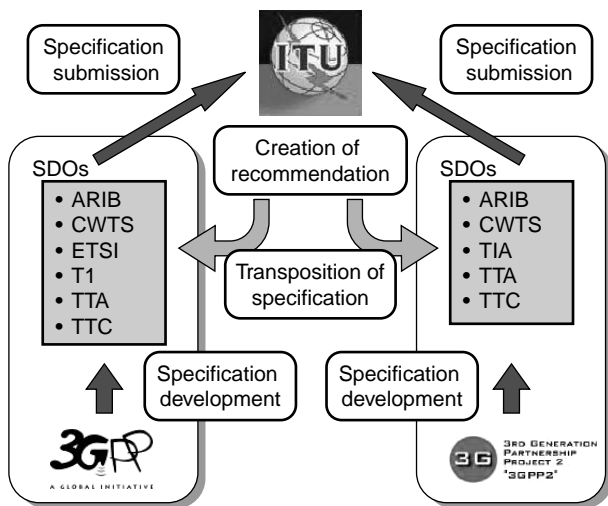 Specification
submission
ITU
Specification
submission
Creation of
recommendation
SDOs
• ARIB
• CWTS
• ETSI
• T1
• TTA
• TTC
SDOs
• ARIB
• CWTS
• TIA
• TTA
• TTC
Transposition of
specification
Specification
development
Specification
development
3GPP
A GLOBAL INITIATIVE
3G
3RD GENERATION
PARTNERSHIP
PROJECT 2
"3GPP2"